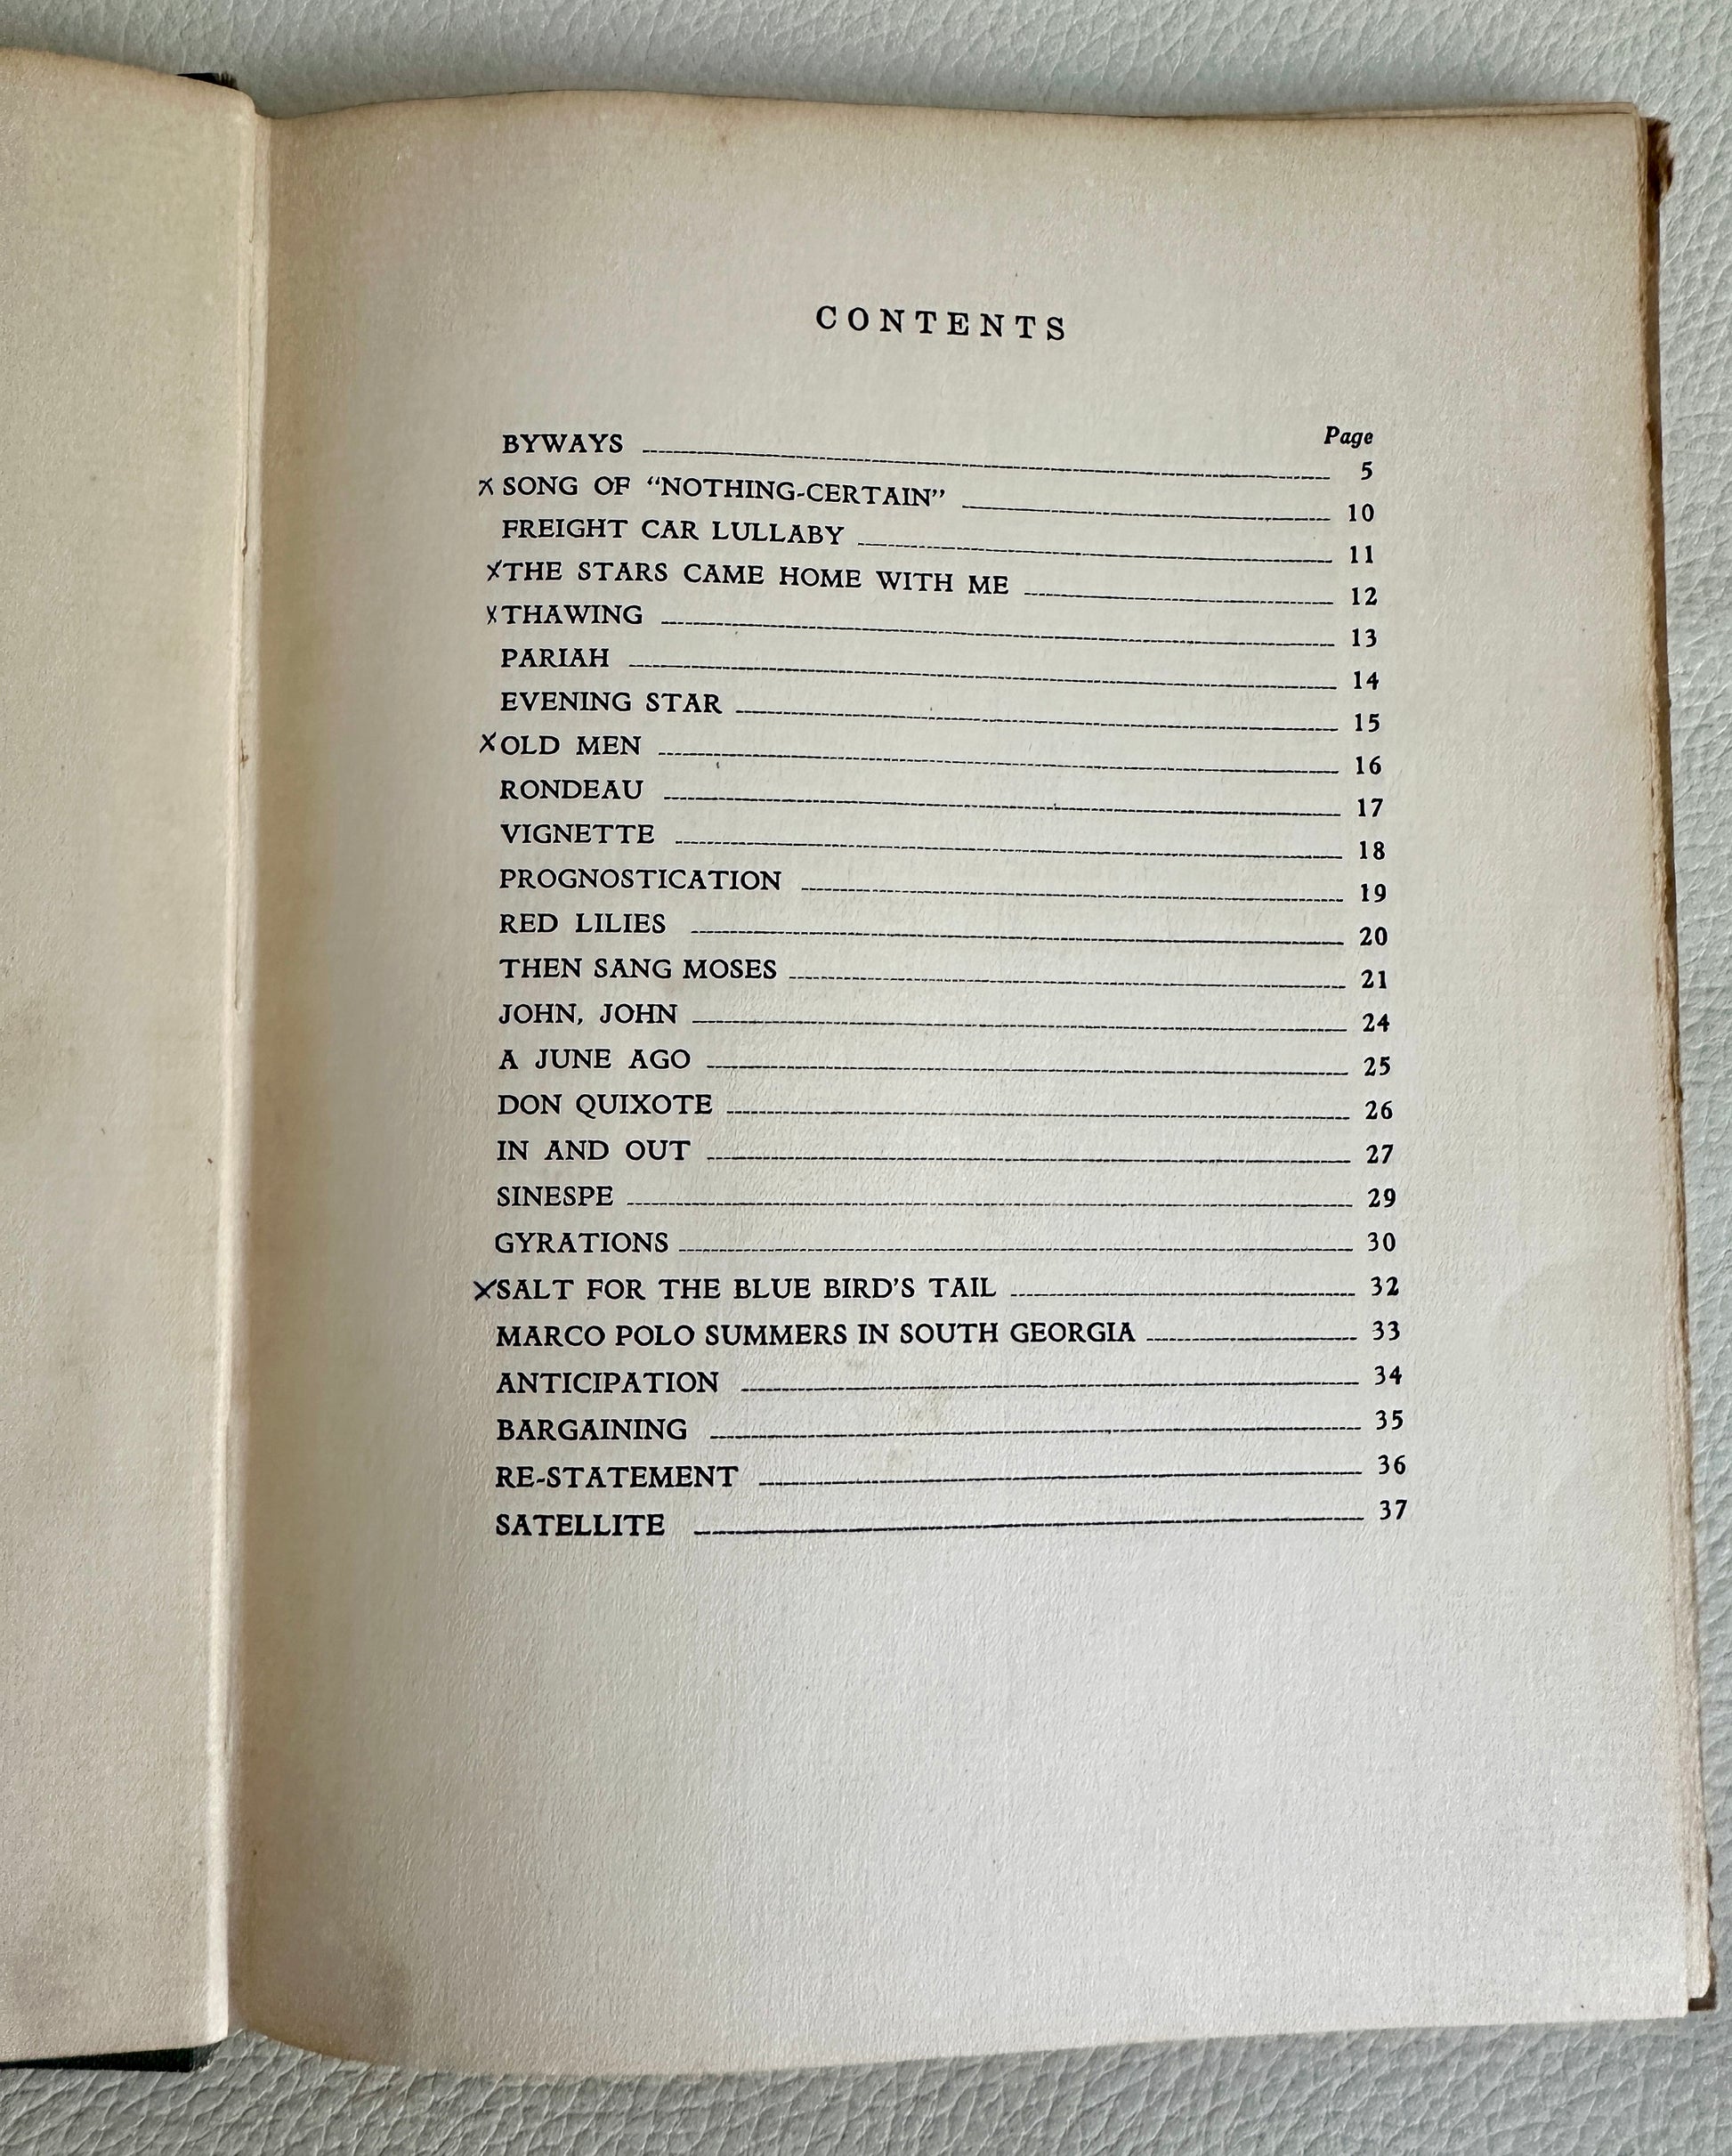 CONTENTS
Page
BYWAYS 5
x SONG OF “NOTHING-CERTAIN” 10
FREIGHT CAR LULLABY 11
x THE STARS CAME HOME WITH ME 12
x THAWING 13
PARIAH 14
EVENING STAR 15
x OLD MEN 16
RONDEAU 17
VIGNETTE 18
PROGNOSTICATION 19
RED LILIES 20
THEN SANG MOSES 21
JOHN, JOHN 24
A JUNE AGO 25
DON QUIXOTE 26
IN AND OUT 27
SINESPE 29
GYRATIONS 30
x SALT FOR THE BLUE BIRD’S TAIL 32
MARCO POLO SUMMERS IN SOUTH GEORGIA 33
ANTICIPATION 34
BARGAINING 35
RE-STATEMENT 36
SATELLITE 37